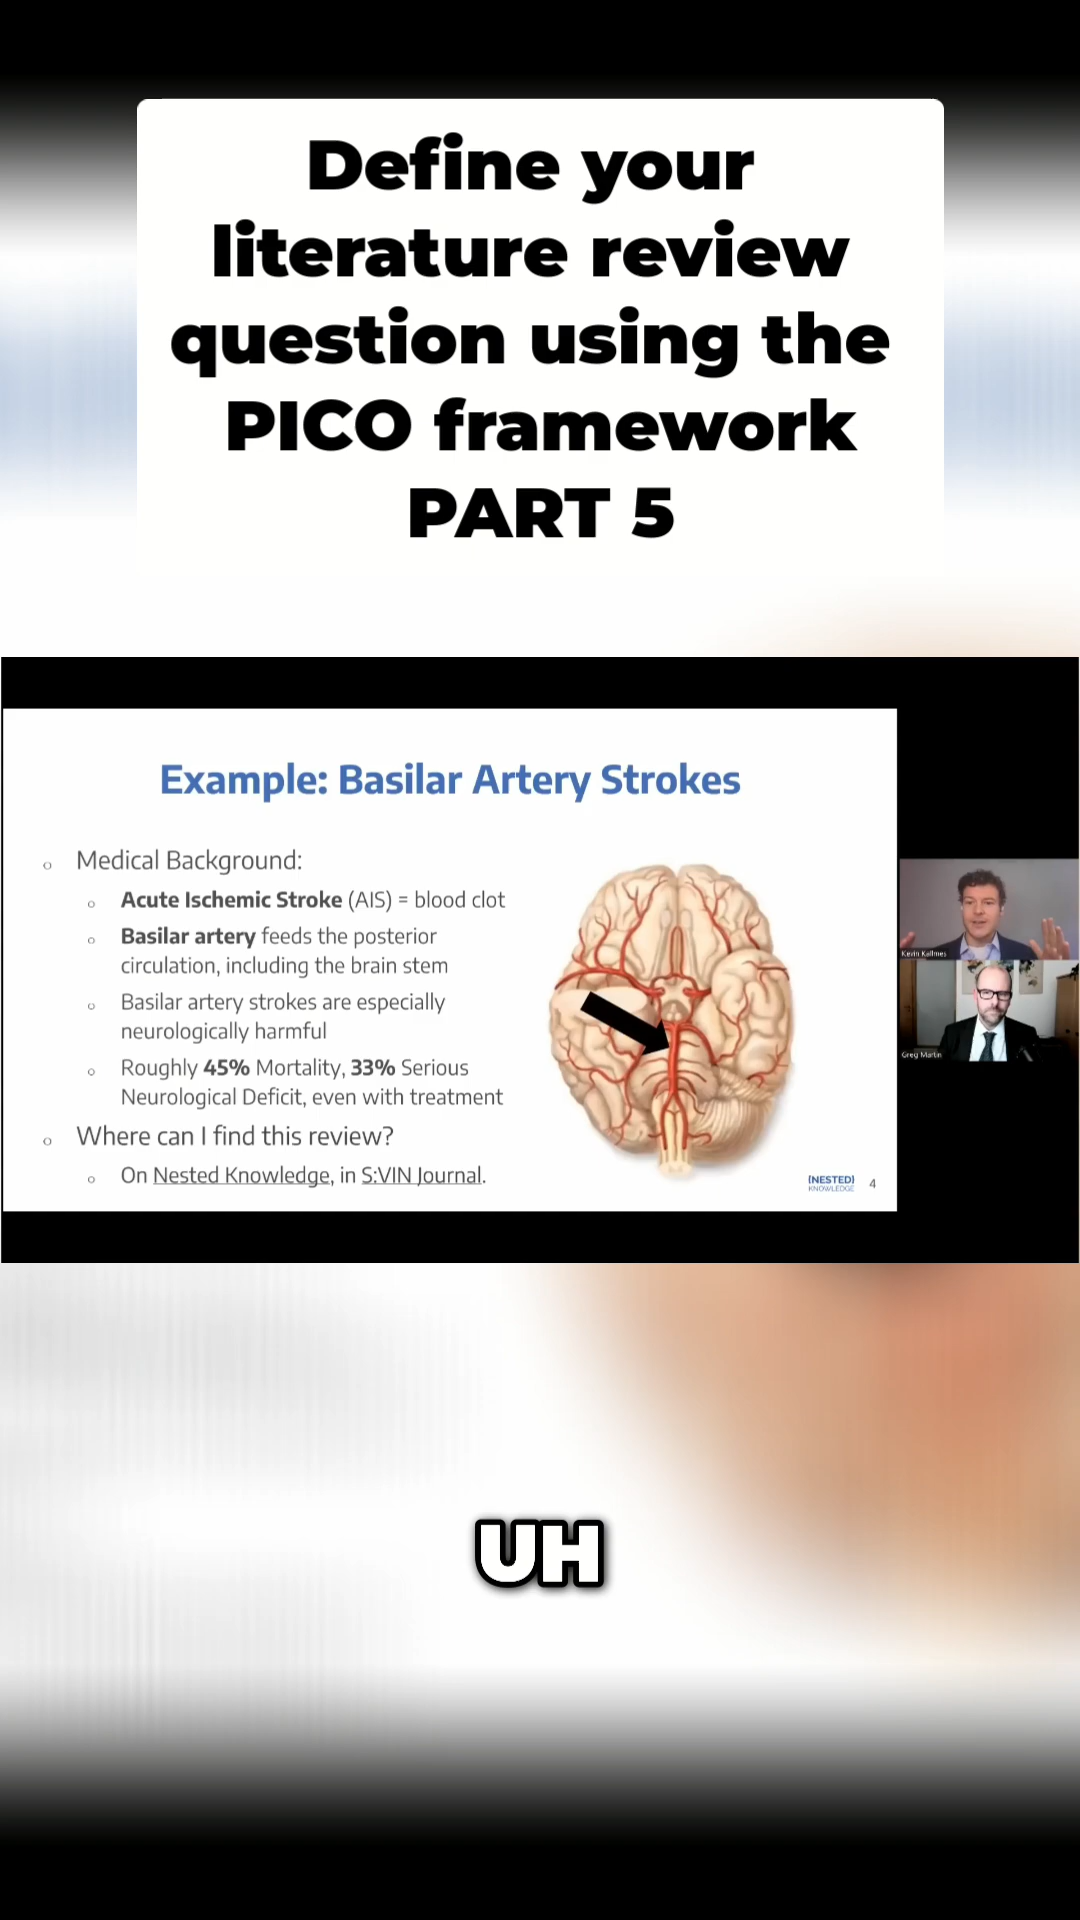 Define your
literature review
question using the
PICO framework
PART 5
Example: Basilar Artery Strokes
o Medical Background:
o Acute Ischemic Stroke (AIS) = blood clot
o Basilar artery feeds the posterior
circulation, including the brain stem
o Basilar artery strokes are especially
neurologically harmful
o Roughly 45% Mortality, 33% Serious
Neurological Deficit, even with treatment
o Where can I find this review?
o On Nested Knowledge, in S:VIN Journal.
[NESTED]
KNOWLEDGE
4
Kevin Kallmes
Greg Martin
UH